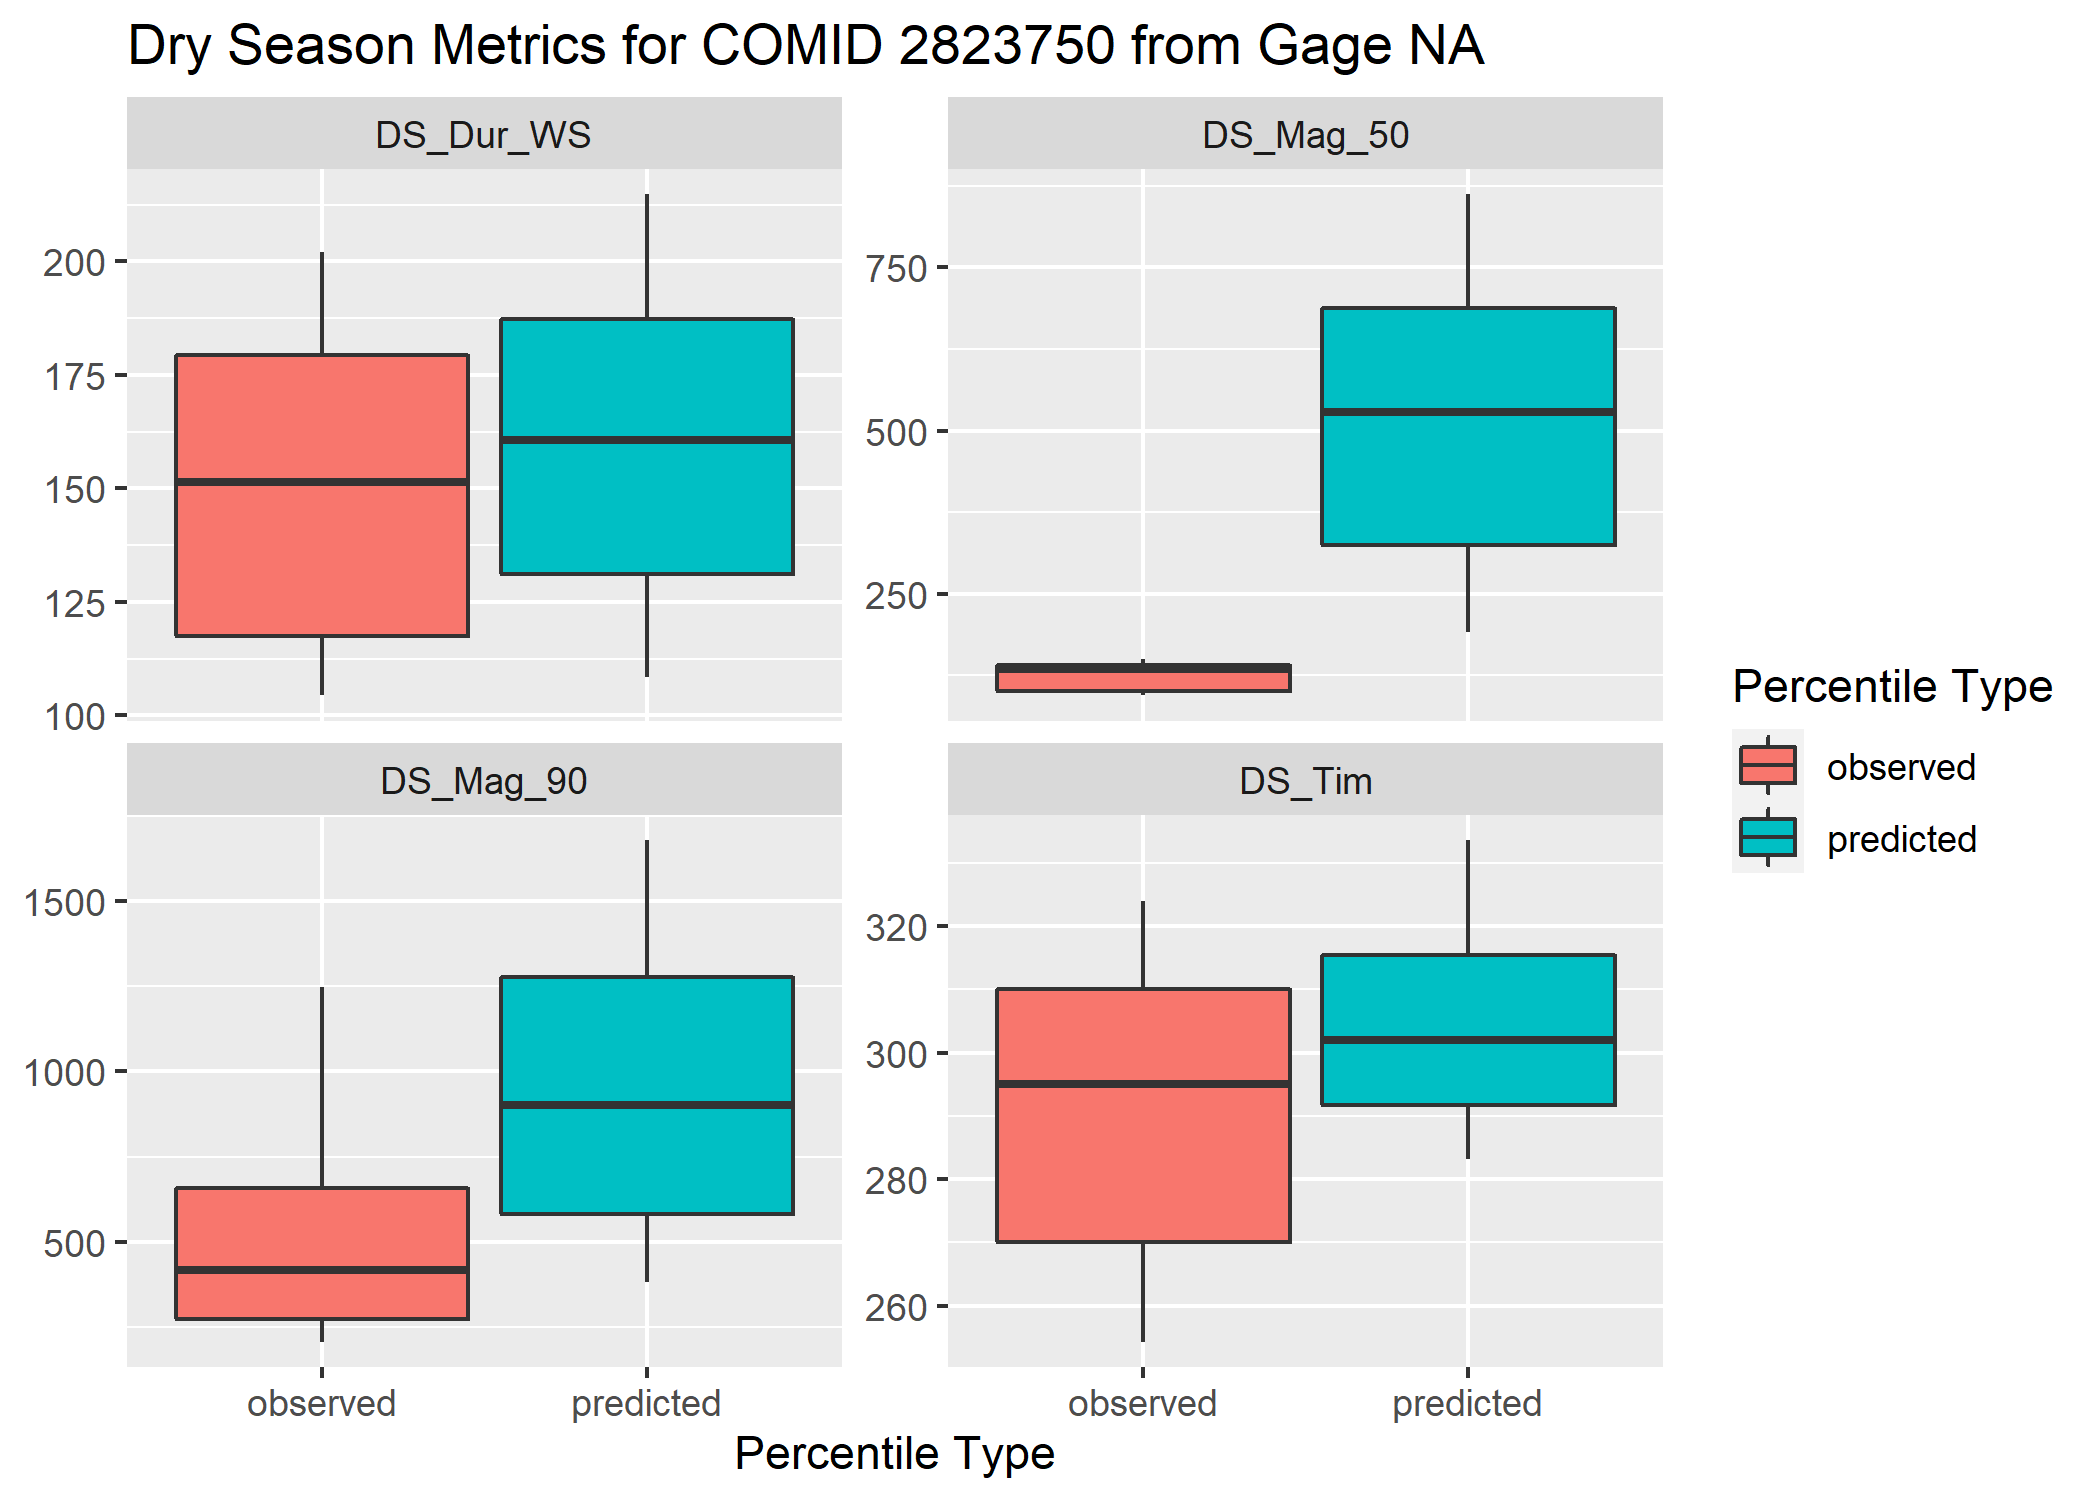 Dry Season Metrics for COMID 2823750 from Gage NA
DS_Dur_WS
DS_Mag_50
200
175
150
125
100
750
500
250
DS_Mag_90
DS_Tim
1500
1000
500
320
300
280
260
observed
predicted
observed
predicted
Percentile Type
Percentile Type
observed
predicted